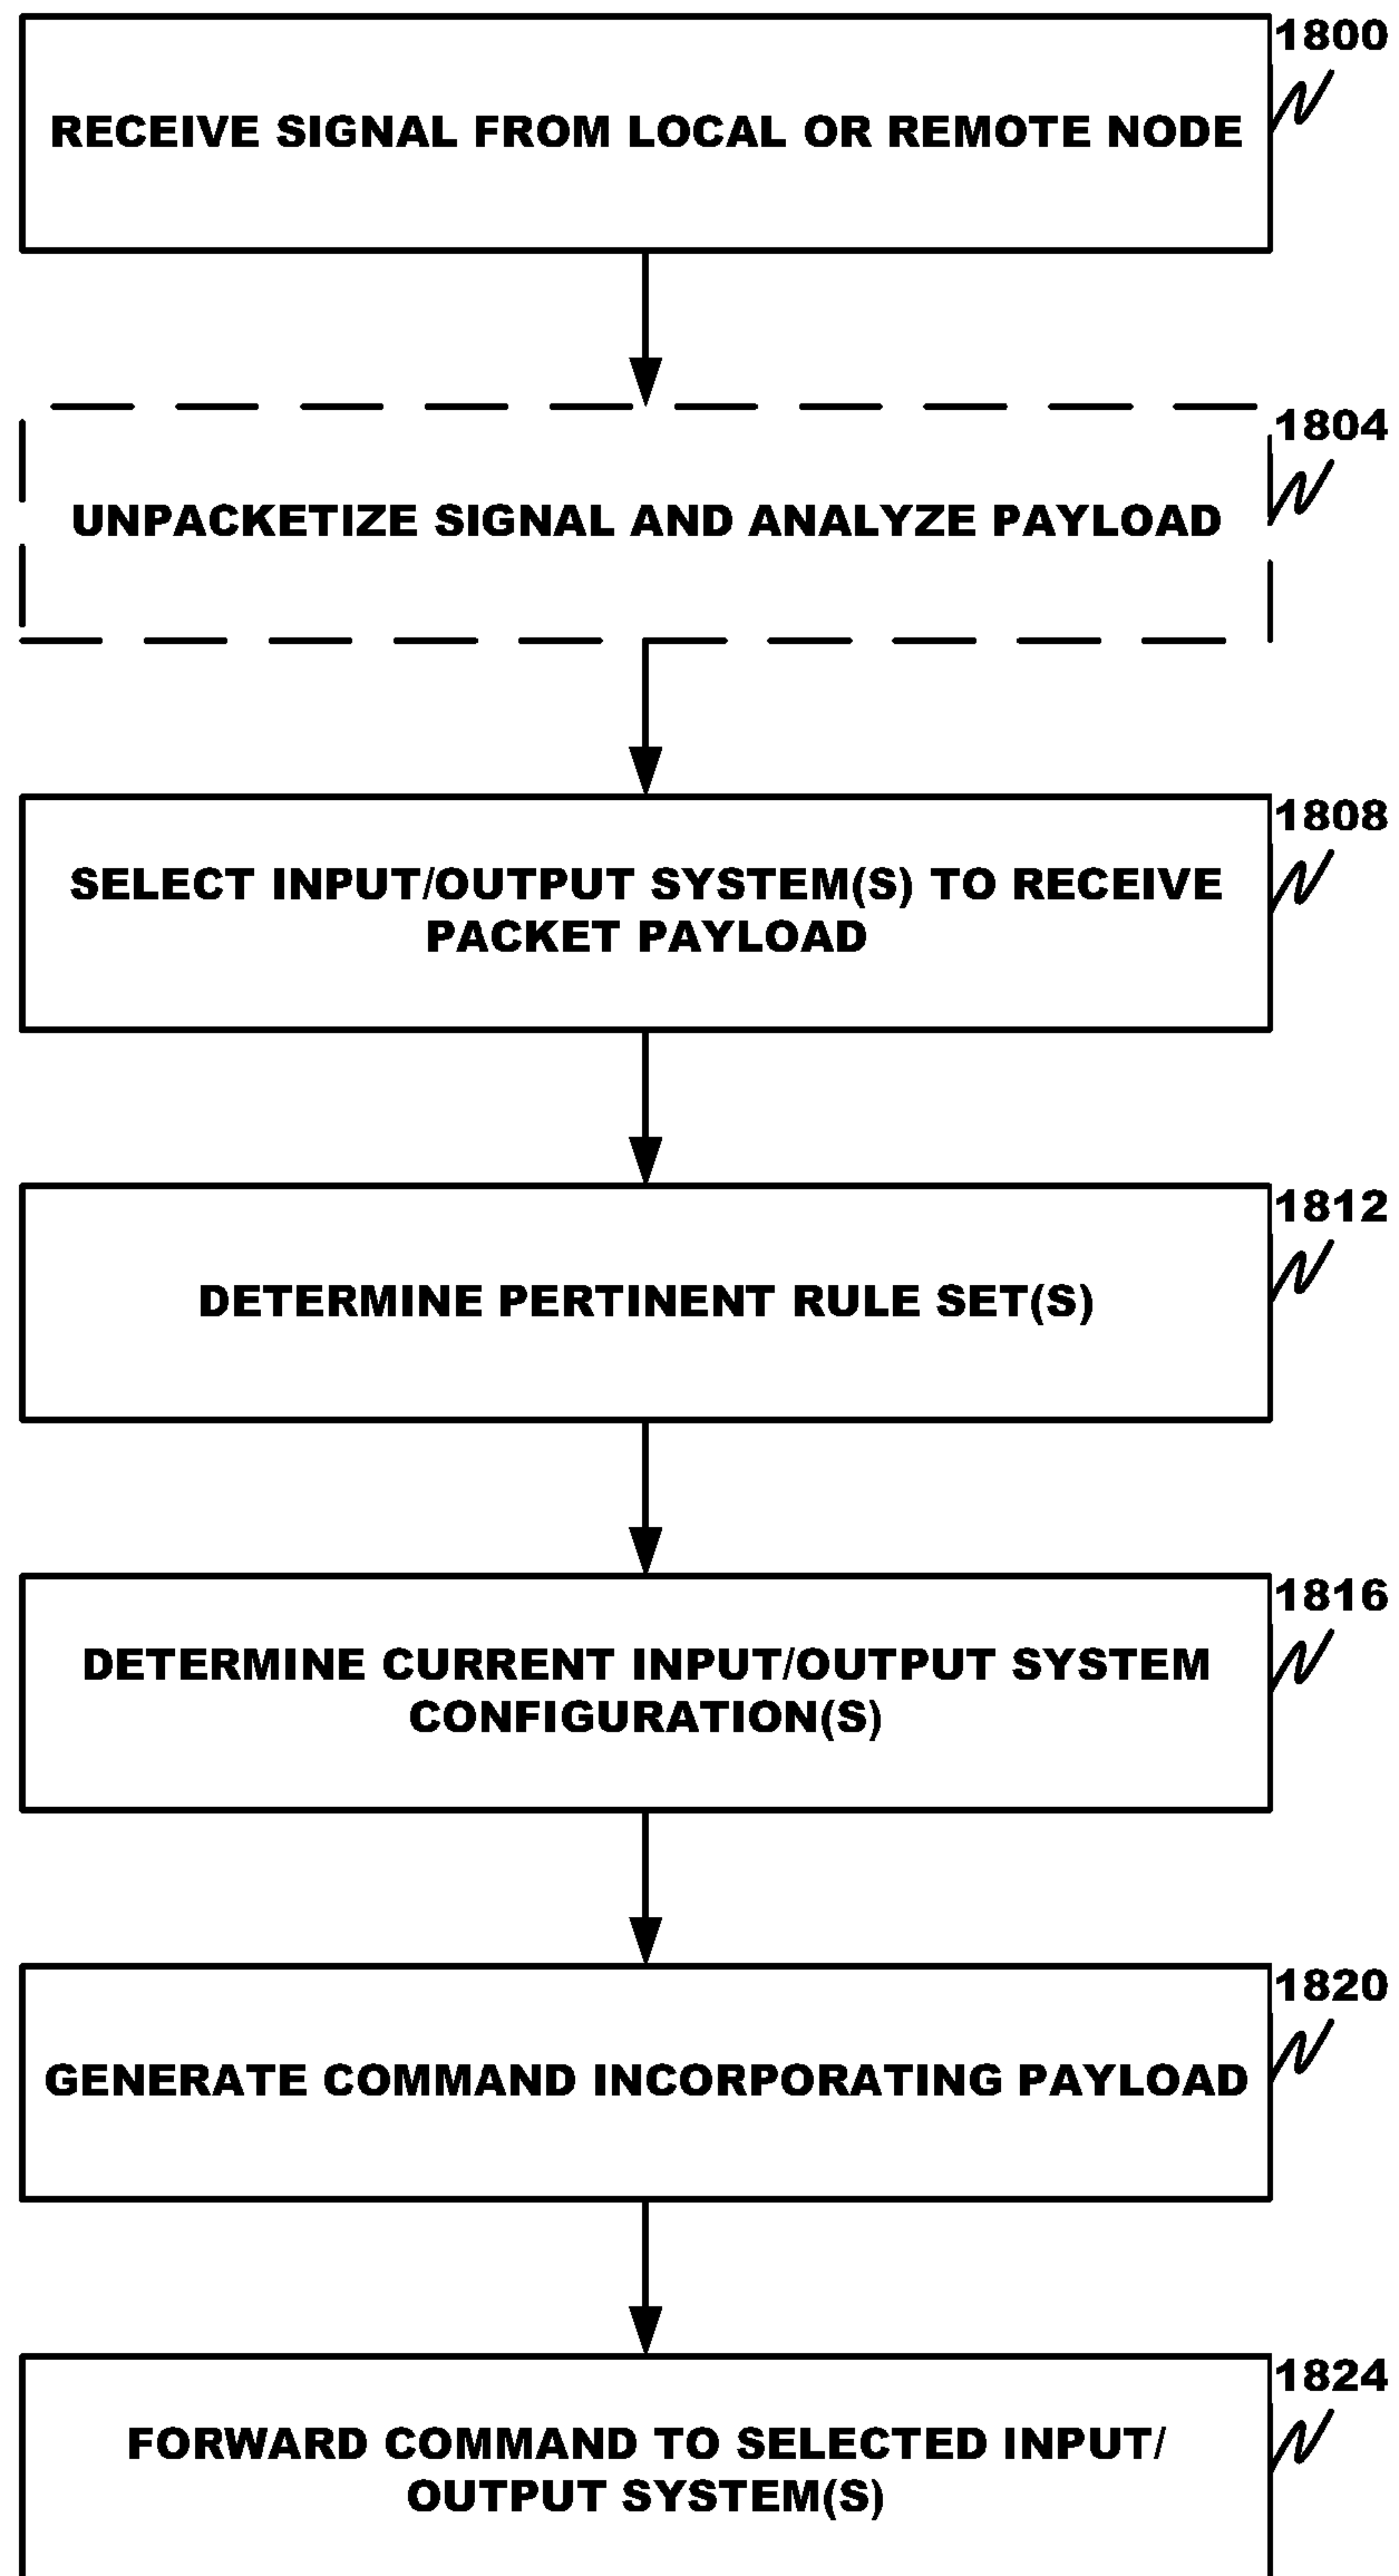 1800
RECEIVE SIGNAL FROM LOCAL OR REMOTE NODE
1804
UNPACKETIZE SIGNAL AND ANALYZE PAYLOAD
1808
SELECT INPUT/OUTPUT SYSTEM(S) TO RECEIVE
PACKET PAYLOAD
1812
DETERMINE PERTINENT RULE SET(S)
1816
DETERMINE CURRENT INPUT/OUTPUT SYSTEM
CONFIGURATION(S)
1820
GENERATE COMMAND INCORPORATING PAYLOAD
1824
FORWARD COMMAND TO SELECTED INPUT/
OUTPUT SYSTEM(S)